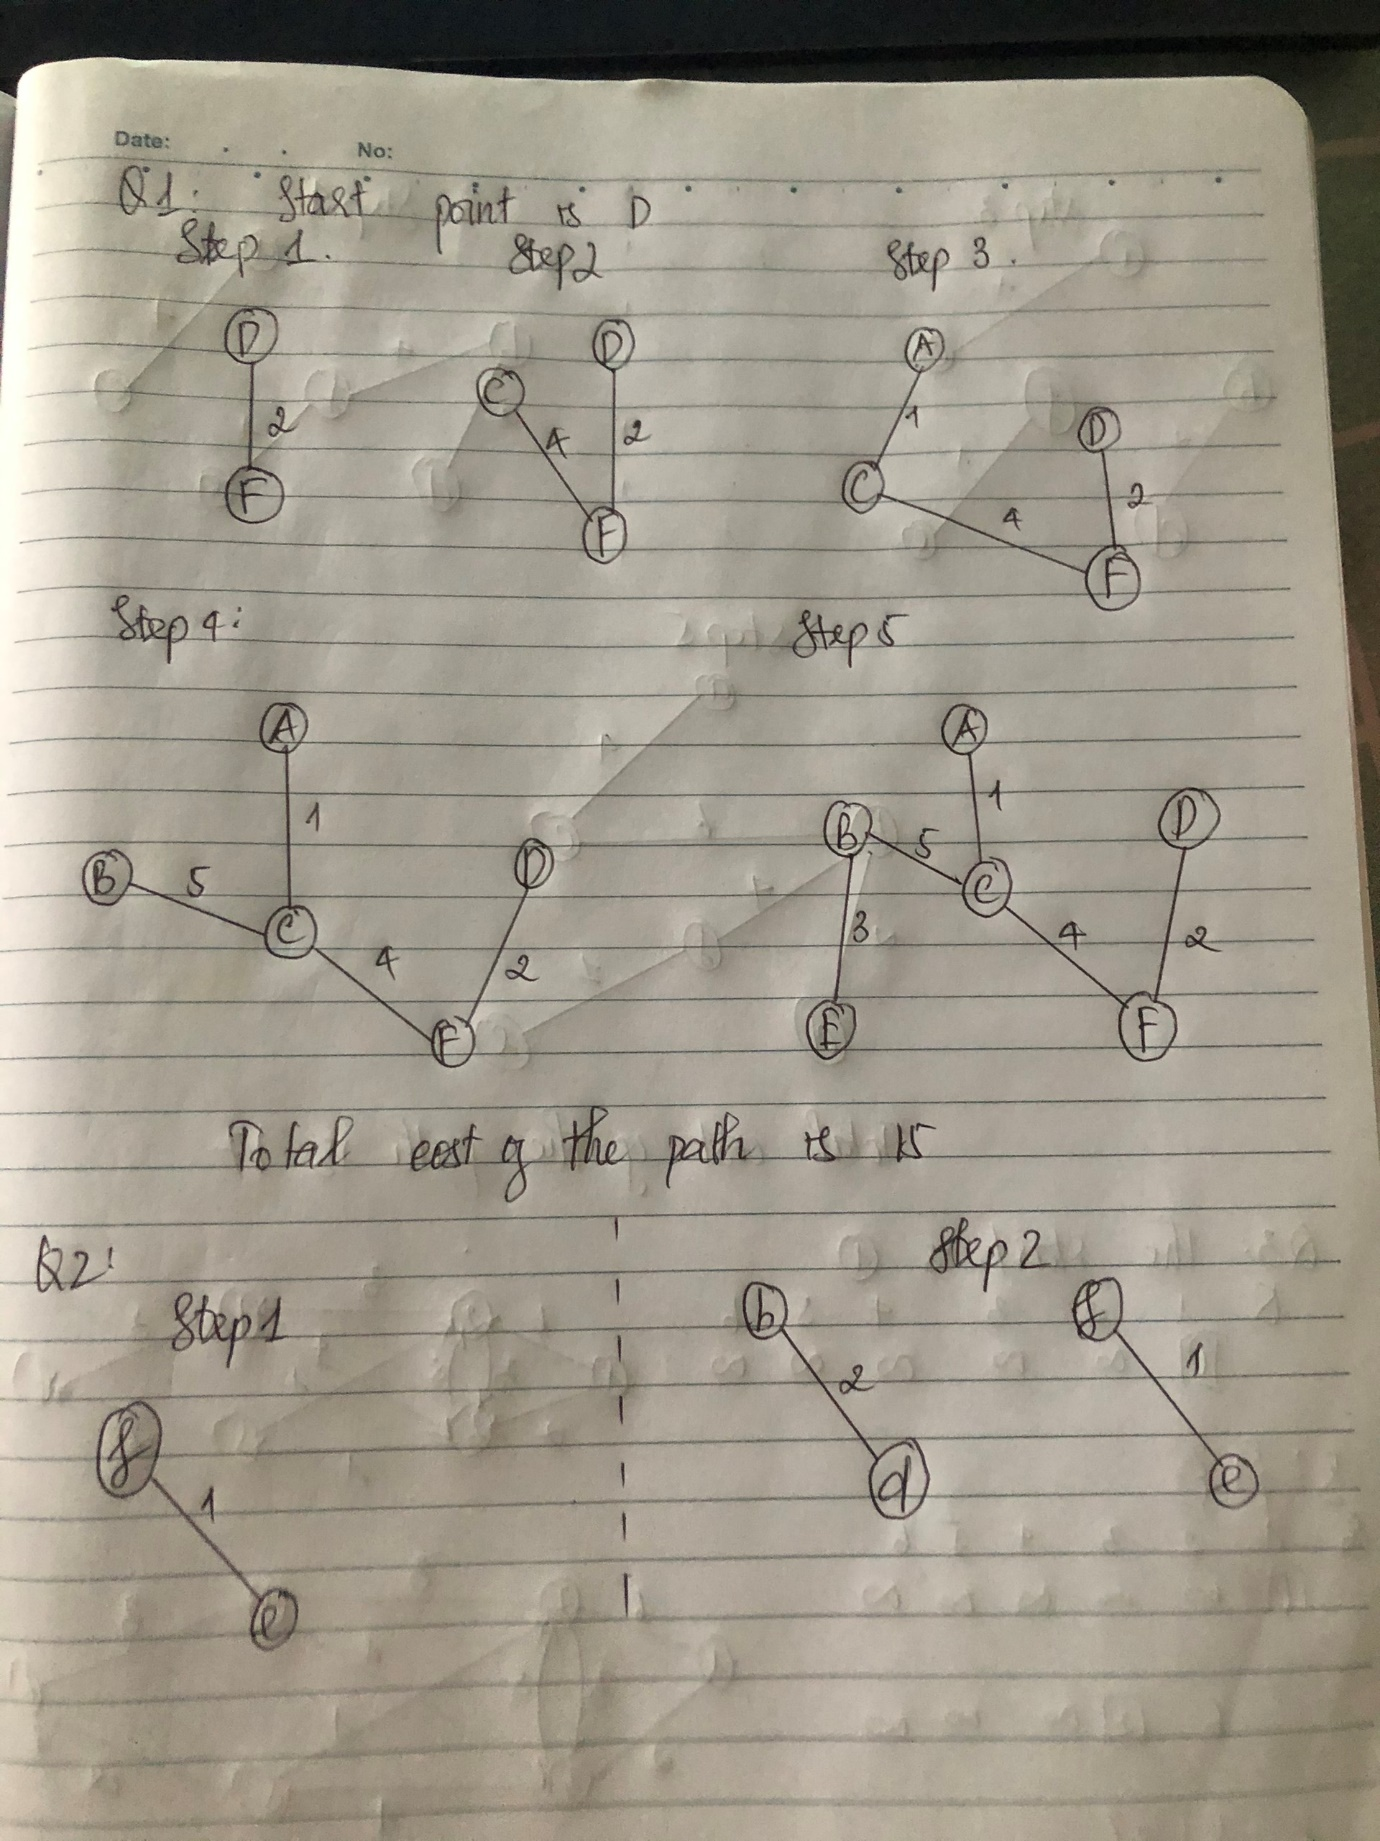 Date: No:
Q1: Start point is D
Step 1. Step 2 Step 3.
D
2
F
D
C
4
2
F
A
1
D
C
4
2
F
Step 4: Step 5
A
1
B
5
D
C
4
2
F
A
1
B
5
D
C
3
4
2
E
F
Total cost of the path is 15
Q2:
Step 1
f
1
e
Step 2
b
2
d
f
1
e